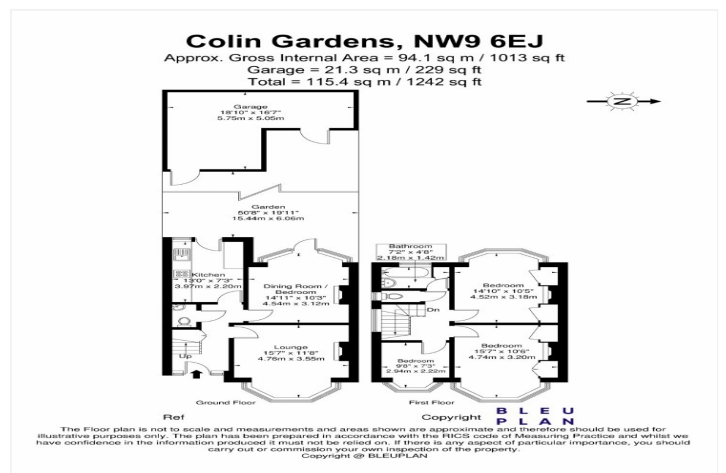 Colin Gardens, NW9 6EJ
Approx. Gross Internal Area = 94.1 sq m / 1013 sq ft
Garage = 21.3 sq m / 229 sq ft
Total = 115.4 sq m / 1242 sq ft
Garage
18'10" x 16'7"
5.75m x 5.05m
N
Garden
50'8" x 19'11"
15.44m x 6.06m
Kitchen
13'0" x 7'3"
3.97m x 2.20m
Dining Room /
Bedroom
14'11" x 10'3"
4.54m x 3.12m
Up
Lounge
15'7" x 11'8"
4.76m x 3.55m
Ground Floor
Bathroom
7'2" x 4'8"
2.18m x 1.42m
Bedroom
14'10" x 10'5"
4.52m x 3.18m
Dn
Bedroom
9'8" x 7'3"
2.94m x 2.22m
Bedroom
15'7" x 10'6"
4.74m x 3.20m
First Floor
Ref
Copyright
BLEU
PLAN
The Floor plan is not to scale and measurements and areas shown are approximate and therefore should be used for
illustrative purposes only. The plan has been prepared in accordance with the RICS code of Measuring Practice and whilst we
have confidence in the information produced it must not be relied on. If there is any aspect of particular importance, you should
carry out or commission your own inspection of the property.
Copyright @ BLEUPLAN